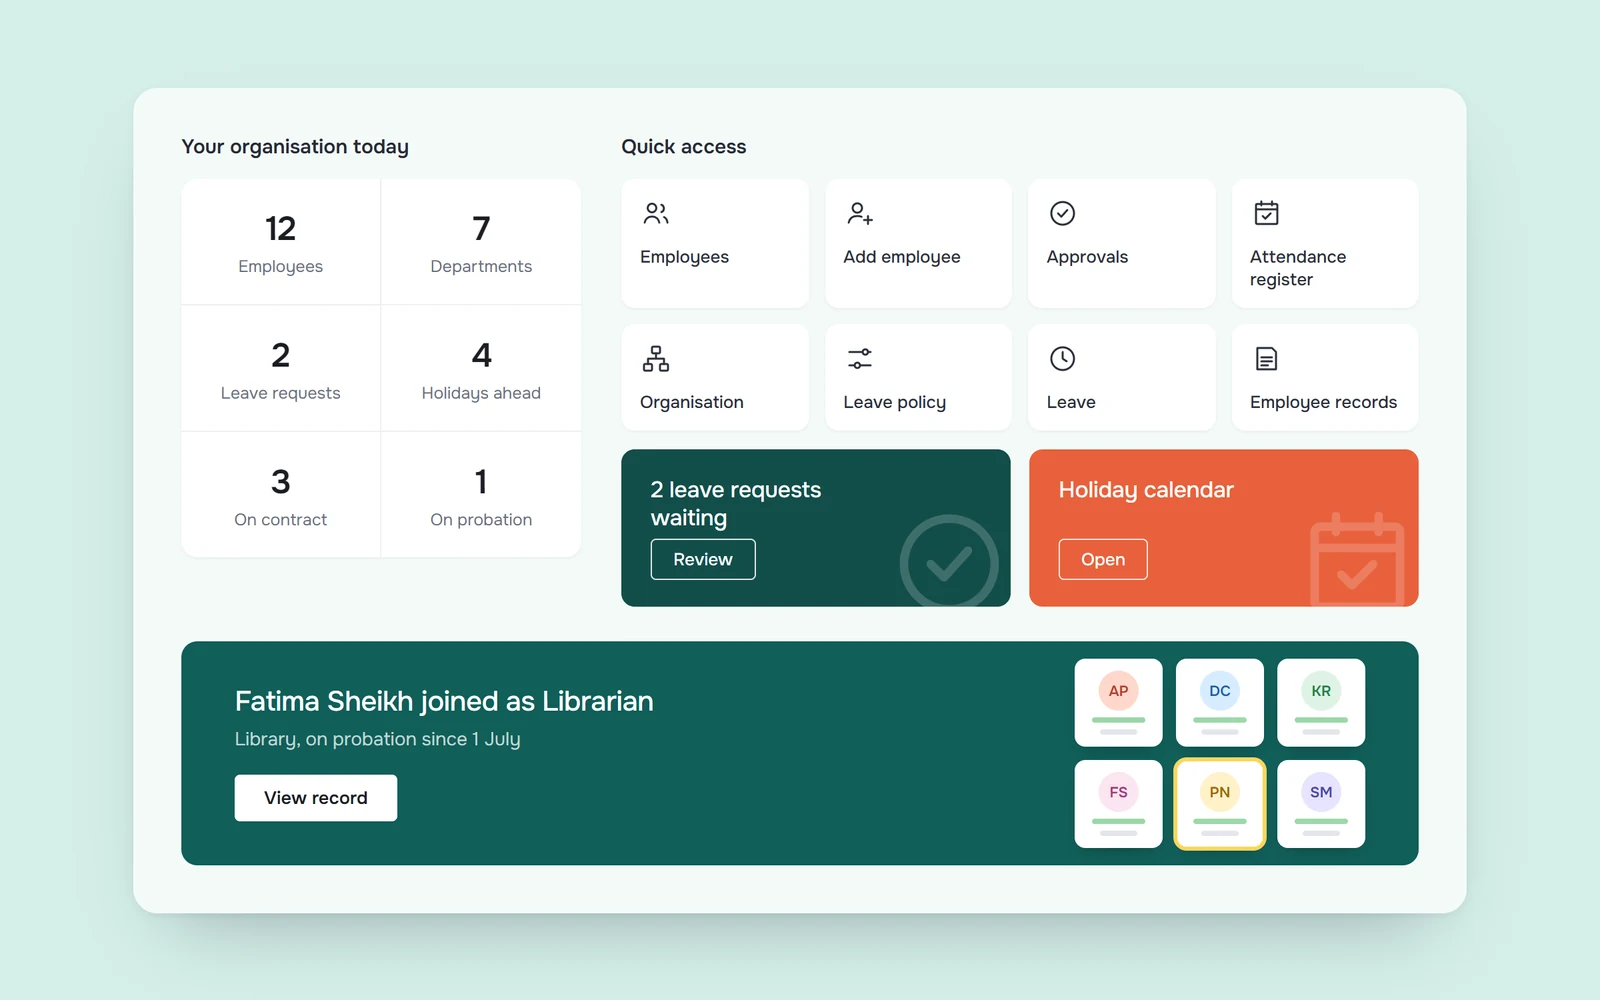 Your organisation today
12
Employees
7
Departments
2
Leave requests
4
Holidays ahead
3
On contract
1
On probation
Quick access
Employees
Add employee
Approvals
Attendance
register
Organisation
Leave policy
Leave
Employee records
2 leave requests
waiting
Review
Holiday calendar
Open
Fatima Sheikh joined as Librarian
Library, on probation since 1 July
View record
AP
DC
KR
FS
PN
SM